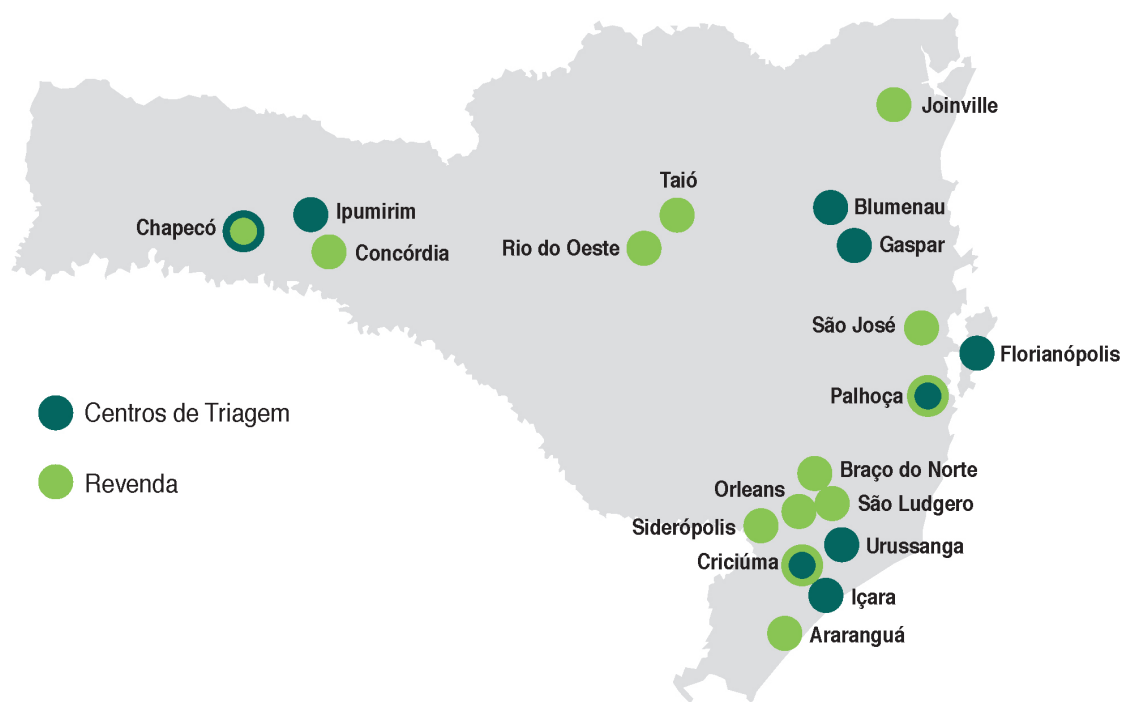 Joinville
Taió
Blumenau
Ipumirim
Chapecó
Gaspar
Rio do Oeste
Concórdia
São José
Florianópolis
Palhoça
Centros de Triagem
Revenda
Braço do Norte
Orleans
São Ludgero
Siderópolis
Urussanga
Criciúma
Içara
Araranguá